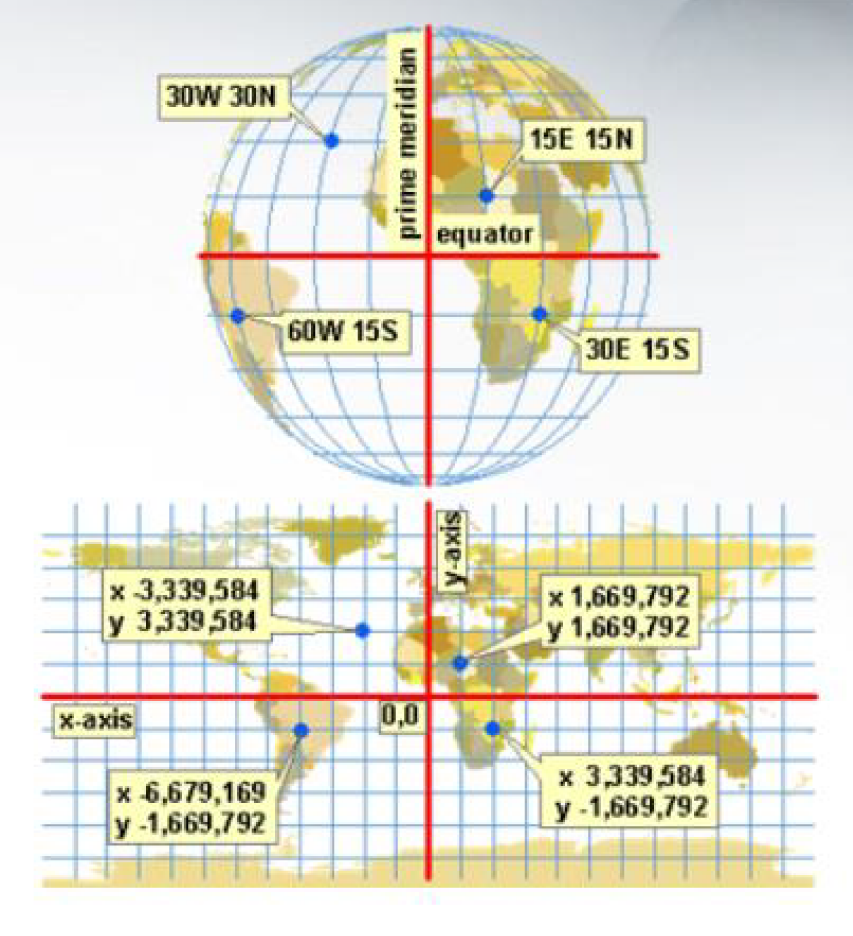 prime meridian
30W 30N
15E 15N
equator
60W 15S
30E 15S
y-axis
x -3,339,584
y 3,339,584
x 1,669,792
y 1,669,792
x-axis
0,0
x -6,679,169
y -1,669,792
x 3,339,584
y -1,669,792